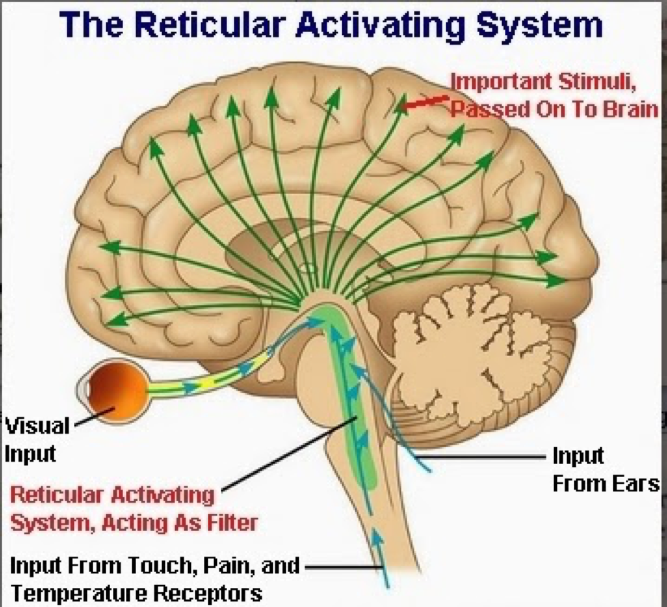 The Reticular Activating System
Important Stimuli,
Passed On To Brain
Visual
Input
Input
From Ears
Reticular Activating
System, Acting As Filter
Input From Touch, Pain, and
Temperature Receptors